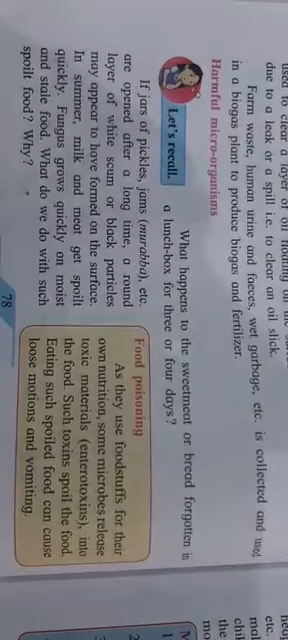 used to clear a layer of oil floating on the
due to a leak or a spill i.e. to clear an oil slick.
Farm waste, human urine and faeces, wet garbage, etc. is collected and used
in a biogas plant to produce biogas and fertilizer.
Harmful micro-organisms
Let's recall.
What happens to the sweetmeat or bread forgotten in
a lunch-box for three or four days?
If jars of pickles, jams (murabba), etc.
are opened after a long time, a round
layer of white scum or black particles
may appear to have formed on the surface.
In summer, milk and meat get spoilt
quickly. Fungus grows quickly on moist
and stale food. What do we do with such
spoilt food? Why?
Food poisoning
As they use foodstuffs for their
own nutrition, some microbes release
toxic materials (enterotoxins), into
the food. Such toxins spoil the food.
Eating such spoiled food can cause
loose motions and vomiting.
78
etc.
the